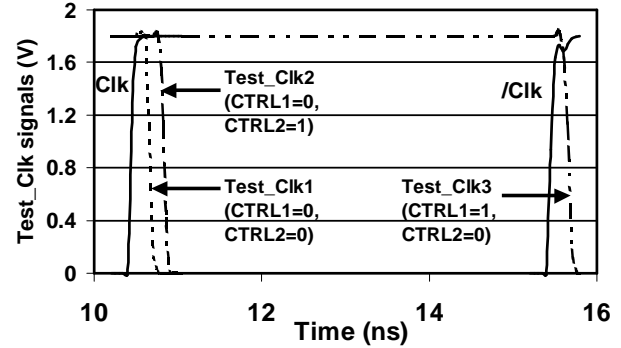 Test_Clk signals (V)
2
1.6
1.2
0.8
0.4
0
Clk
Test_Clk2
(CTRL1=0,
CTRL2=1)
/Clk
Test_Clk1
(CTRL1=0,
CTRL2=0)
Test_Clk3
(CTRL1=1,
CTRL2=0)
10
12
14
16
Time (ns)